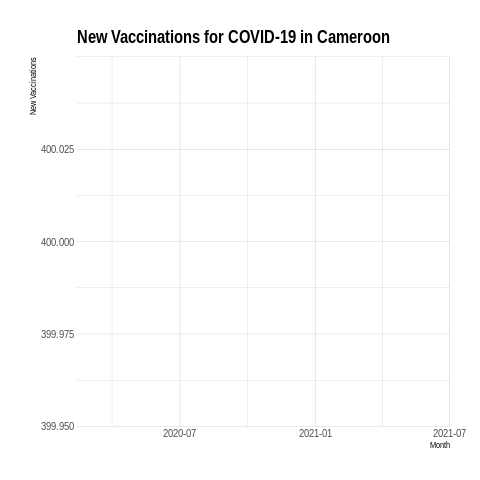 New Vaccinations for COVID-19 in Cameroon
New Vaccinations
400.025
400.000
399.975
399.950
2020-07 2021-01 2021-07
Month